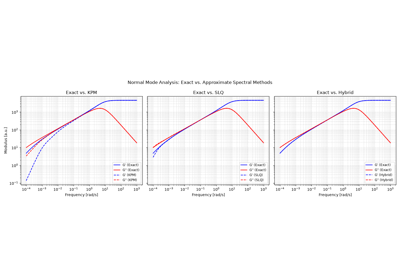 Normal Mode Analysis: Exact vs. Approximate Spectral Methods
Exact vs. KPM
Exact vs. SLQ
Exact vs. Hybrid
Modulus (a.u.)
G' (Exact)
G'' (Exact)
G' (KPM)
G'' (KPM)
G' (Exact)
G'' (Exact)
G' (SLQ)
G'' (SLQ)
G' (Exact)
G'' (Exact)
G' (Hybrid)
G'' (Hybrid)
Frequency (rad/s)
Frequency (rad/s)
Frequency (rad/s)